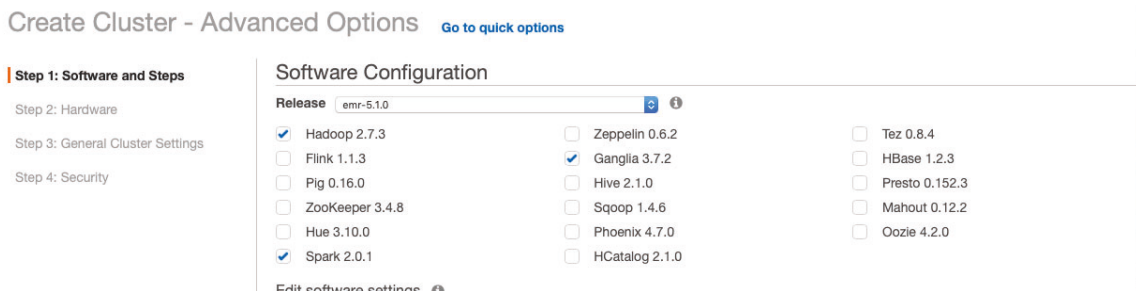 Create Cluster - Advanced Options Go to quick options
Step 1: Software and Steps
Step 2: Hardware
Step 3: General Cluster Settings
Step 4: Security
Software Configuration
Release emr-5.1.0
Hadoop 2.7.3 Zeppelin 0.6.2 Tez 0.8.4
Flink 1.1.3 Ganglia 3.7.2 HBase 1.2.3
Pig 0.16.0 Hive 2.1.0 Presto 0.152.3
ZooKeeper 3.4.8 Sqoop 1.4.6 Mahout 0.12.2
Hue 3.10.0 Phoenix 4.7.0 Oozie 4.2.0
Spark 2.0.1 HCatalog 2.1.0
Edit software settings